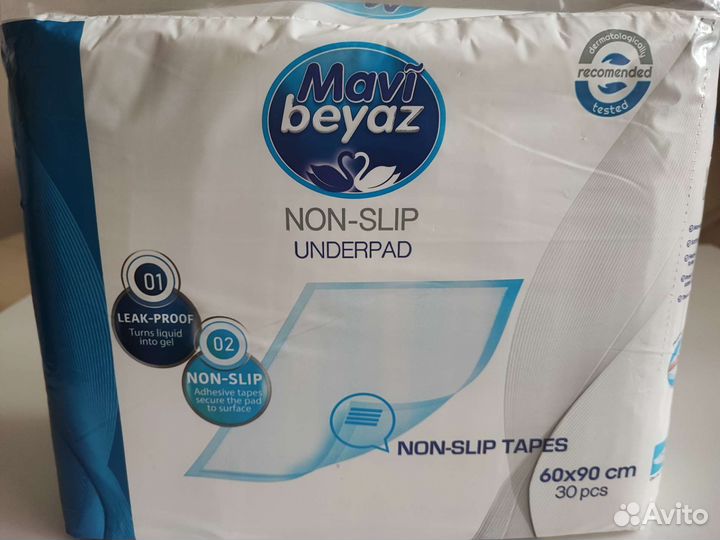 Mavi
beyaz
dermatologically
recomended
tested
NON-SLIP
UNDERPAD
01
LEAK-PROOF
Turns liquid
into gel
02
NON-SLIP
Adhesive tapes
secure the pad
to surface
NON-SLIP TAPES
60x90 cm
30 pcs
Avito